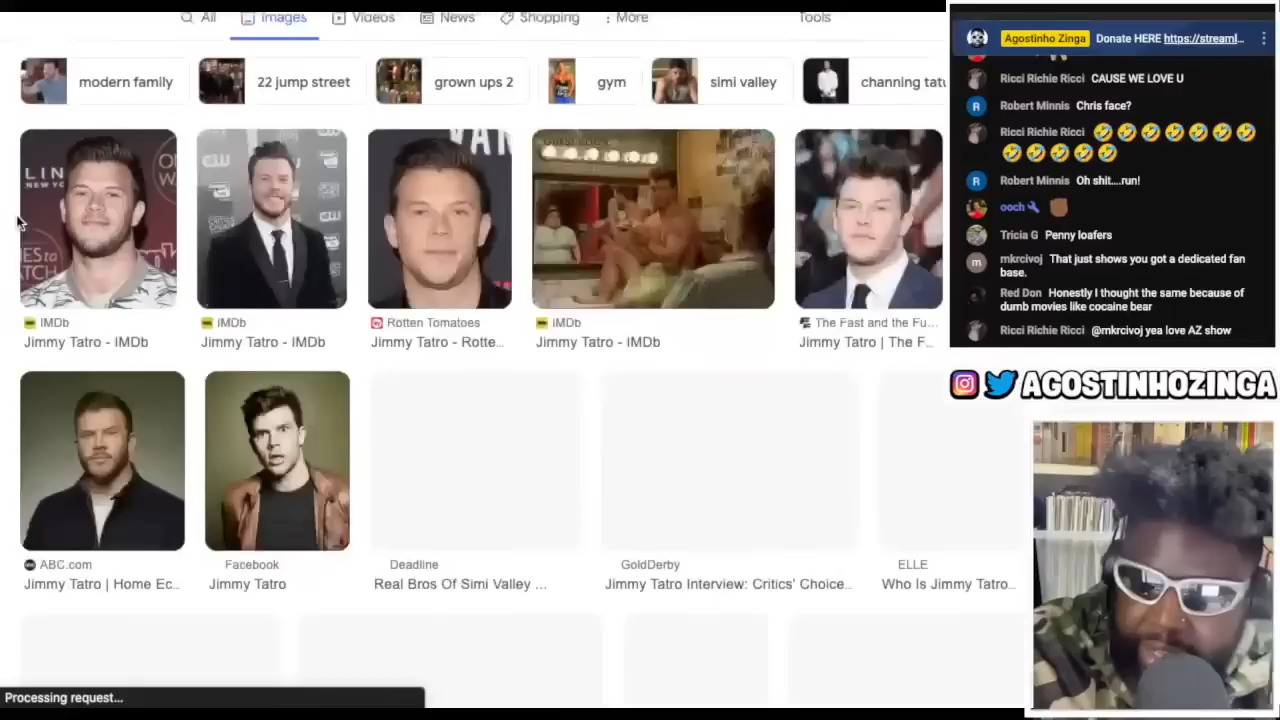 All
Images
Videos
News
Shopping
More
Tools
modern family
22 jump street
grown ups 2
gym
simi valley
channing tatu
IMDb
Jimmy Tatro - IMDb
IMDb
Jimmy Tatro - IMDb
Rotten Tomatoes
Jimmy Tatro - Rotte...
IMDb
Jimmy Tatro - IMDb
The Fast and the Fu...
Jimmy Tatro | The F...
ABC.com
Jimmy Tatro | Home Ec...
Facebook
Jimmy Tatro
Deadline
Real Bros Of Simi Valley ...
GoldDerby
Jimmy Tatro Interview: Critics' Choice...
ELLE
Who Is Jimmy Tatro...
Processing request...
Agostinho Zinga Donate HERE https://streaml...
Ricci Richie Ricci CAUSE WE LOVE U
Robert Minnis Chris face?
Ricci Richie Ricci 🤣🤣🤣🤣🤣🤣🤣
🤣🤣🤣🤣🤣
Robert Minnis Oh shit....run!
ooch
Tricia G Penny loafers
mkrcivoj That just shows you got a dedicated fan
base.
Red Don Honestly I thought the same because of
dumb movies like cocaine bear
Ricci Richie Ricci @mkrcivoj yea love AZ show
AGOSTINHOZINGA